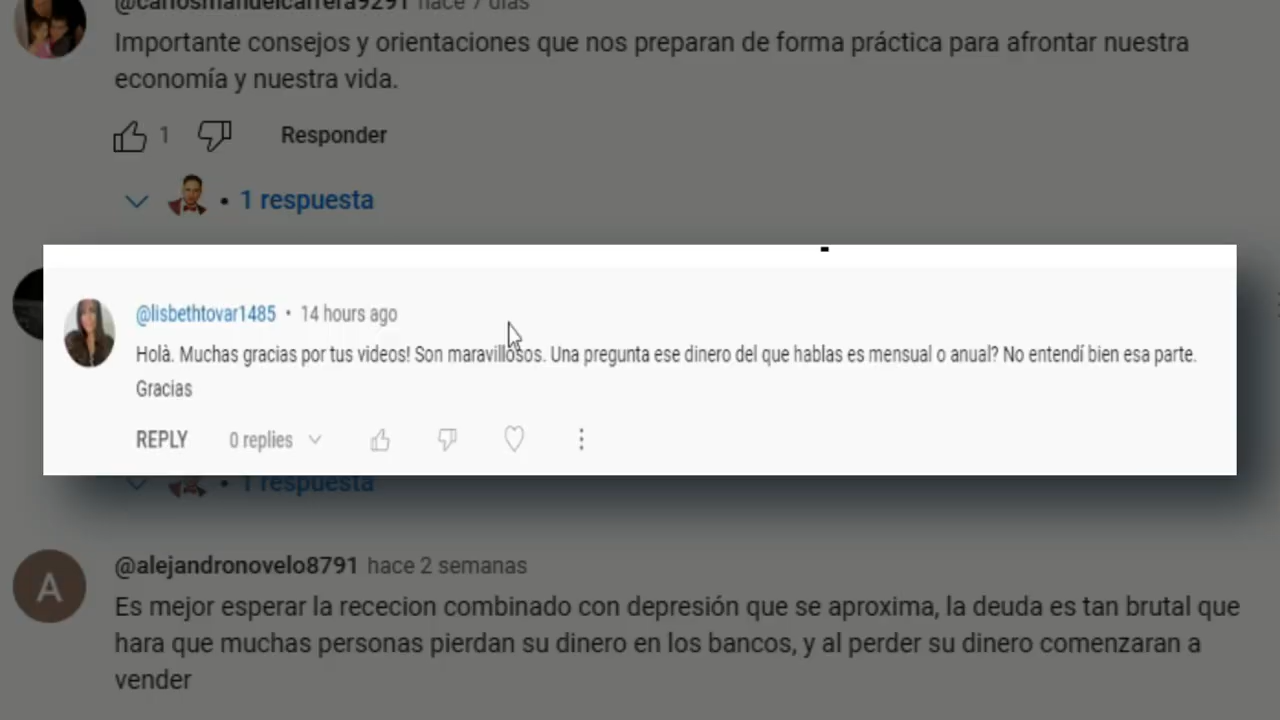 @carlosmanuelcarrera9291 hace 7 días
Importante consejos y orientaciones que nos preparan de forma práctica para afrontar nuestra
economía y nuestra vida.
1 Responder
• 1 respuesta
@lisbethtovar1485 • 14 hours ago
Holà. Muchas gracias por tus videos! Son maravillosos. Una pregunta ese dinero del que hablas es mensual o anual? No entendí bien esa parte.
Gracias
REPLY 0 replies
• 1 respuesta
A
@alejandronovelo8791 hace 2 semanas
Es mejor esperar la rececion combinado con depresión que se aproxima, la deuda es tan brutal que
hara que muchas personas pierdan su dinero en los bancos, y al perder su dinero comenzaran a
vender